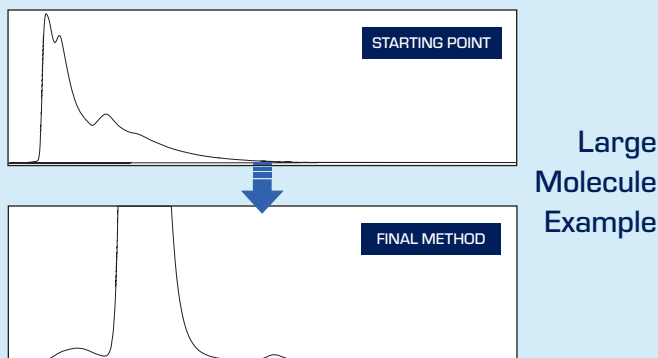 STARTING POINT
Large
Molecule
Example
FINAL METHOD